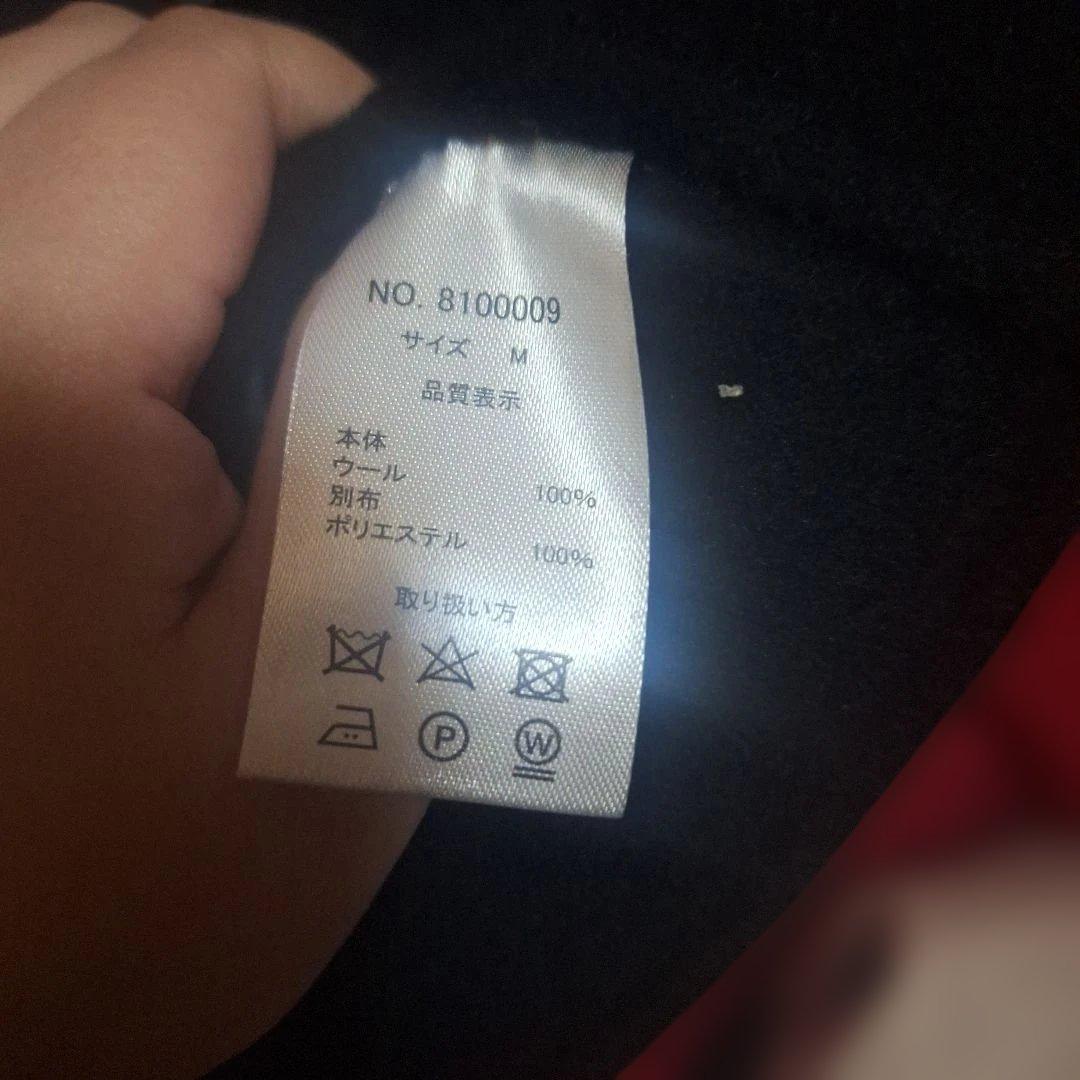 NO. 8100009
サイズ M
品質表示
本体
ウール 100%
別布
ポリエステル 100%
取り扱い方
P W